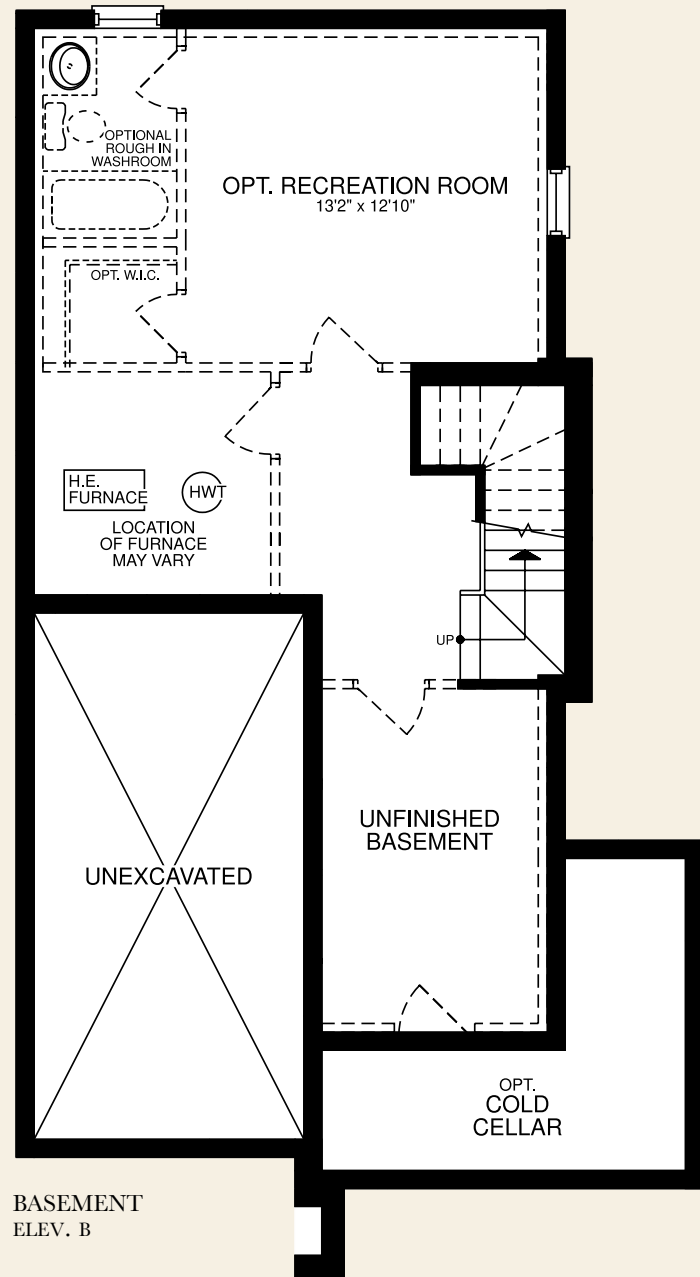 OPTIONAL
ROUGH IN
WASHROOM
OPT. RECREATION ROOM
13'2" x 12'10"
OPT. W.I.C.
H.E.
FURNACE
HWT
LOCATION
OF FURNACE
MAY VARY
UP
UNFINISHED
BASEMENT
UNEXCAVATED
OPT.
COLD
CELLAR
BASEMENT
ELEV. B